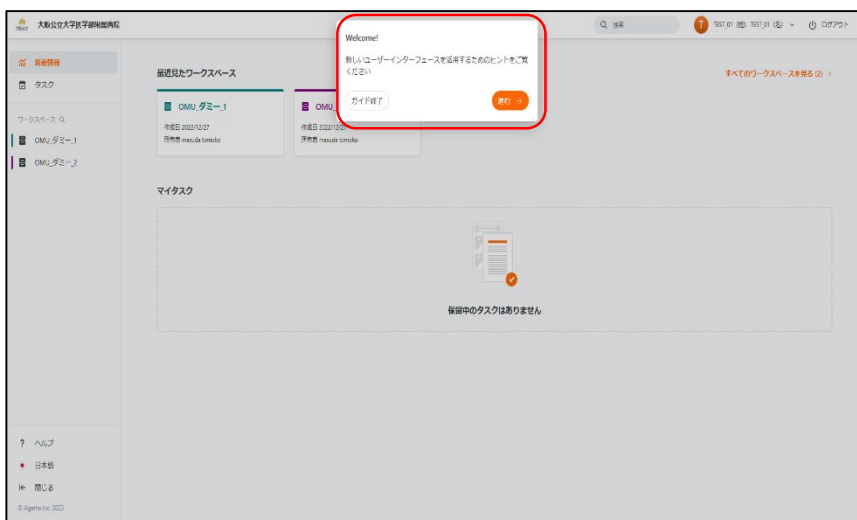 大阪公立大学医学部附属病院
検索
T
TEST_01 (姓) TEST_01 (名)
ログアウト
Welcome!
新しいユーザーインターフェースを活用するためのヒントをご覧
ください
ガイド終了
進む →
新着情報
タスク
ワークスペース
OMU_ダミー_1
OMU_ダミー_2
最近見たワークスペース
すべてのワークスペースを見る (2)
OMU_ダミー_1
作成日 2022/12/27
所有者 masuda tomoko
OMU_
作成日 2022/12/27
所有者 masuda tomoko
マイタスク
保留中のタスクはありません
? ヘルプ
日本語
閉じる
© Agatha Inc. 2023